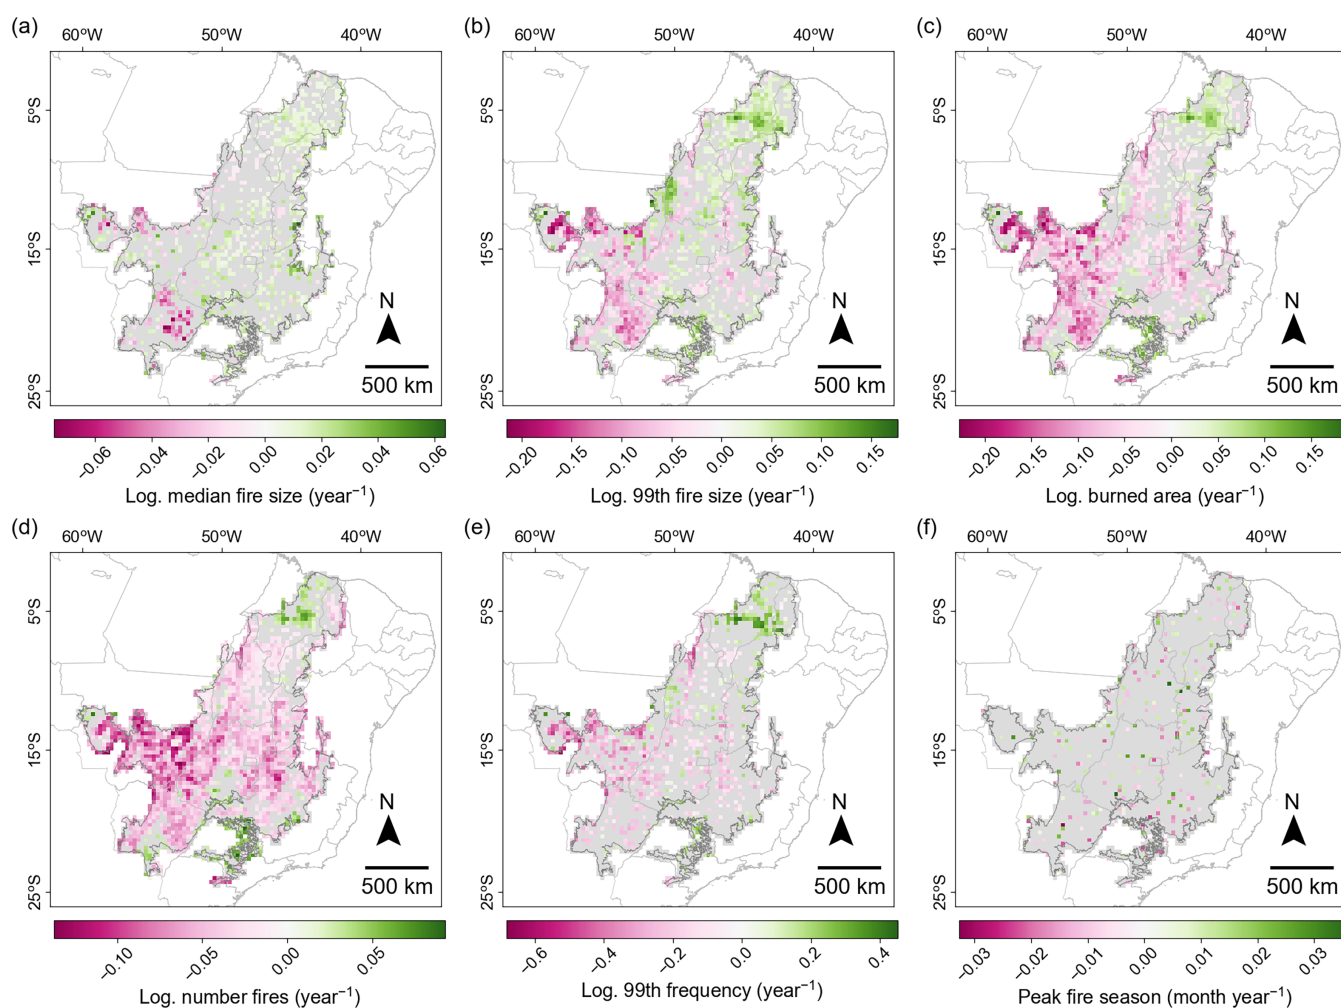 (a)
60°W 50°W 40°W
5°S
15°S
25°S
N
500 km
−0.06 −0.04 −0.02 0.00 0.02 0.04 0.06
Log. median fire size (year⁻¹)
(b)
60°W 50°W 40°W
5°S
15°S
25°S
N
500 km
−0.20 −0.15 −0.10 −0.05 0.00 0.05 0.10 0.15
Log. 99th fire size (year⁻¹)
(c)
60°W 50°W 40°W
5°S
15°S
25°S
N
500 km
−0.20 −0.15 −0.10 −0.05 0.00 0.05 0.10 0.15
Log. burned area (year⁻¹)
(d)
60°W 50°W 40°W
5°S
15°S
25°S
N
500 km
−0.10 −0.05 0.00 0.05
Log. number fires (year⁻¹)
(e)
60°W 50°W 40°W
5°S
15°S
25°S
N
500 km
−0.6 −0.4 −0.2 0.0 0.2 0.4
Log. 99th frequency (year⁻¹)
(f)
60°W 50°W 40°W
5°S
15°S
25°S
N
500 km
−0.03 −0.02 −0.01 0.00 0.01 0.02 0.03
Peak fire season (month year⁻¹)